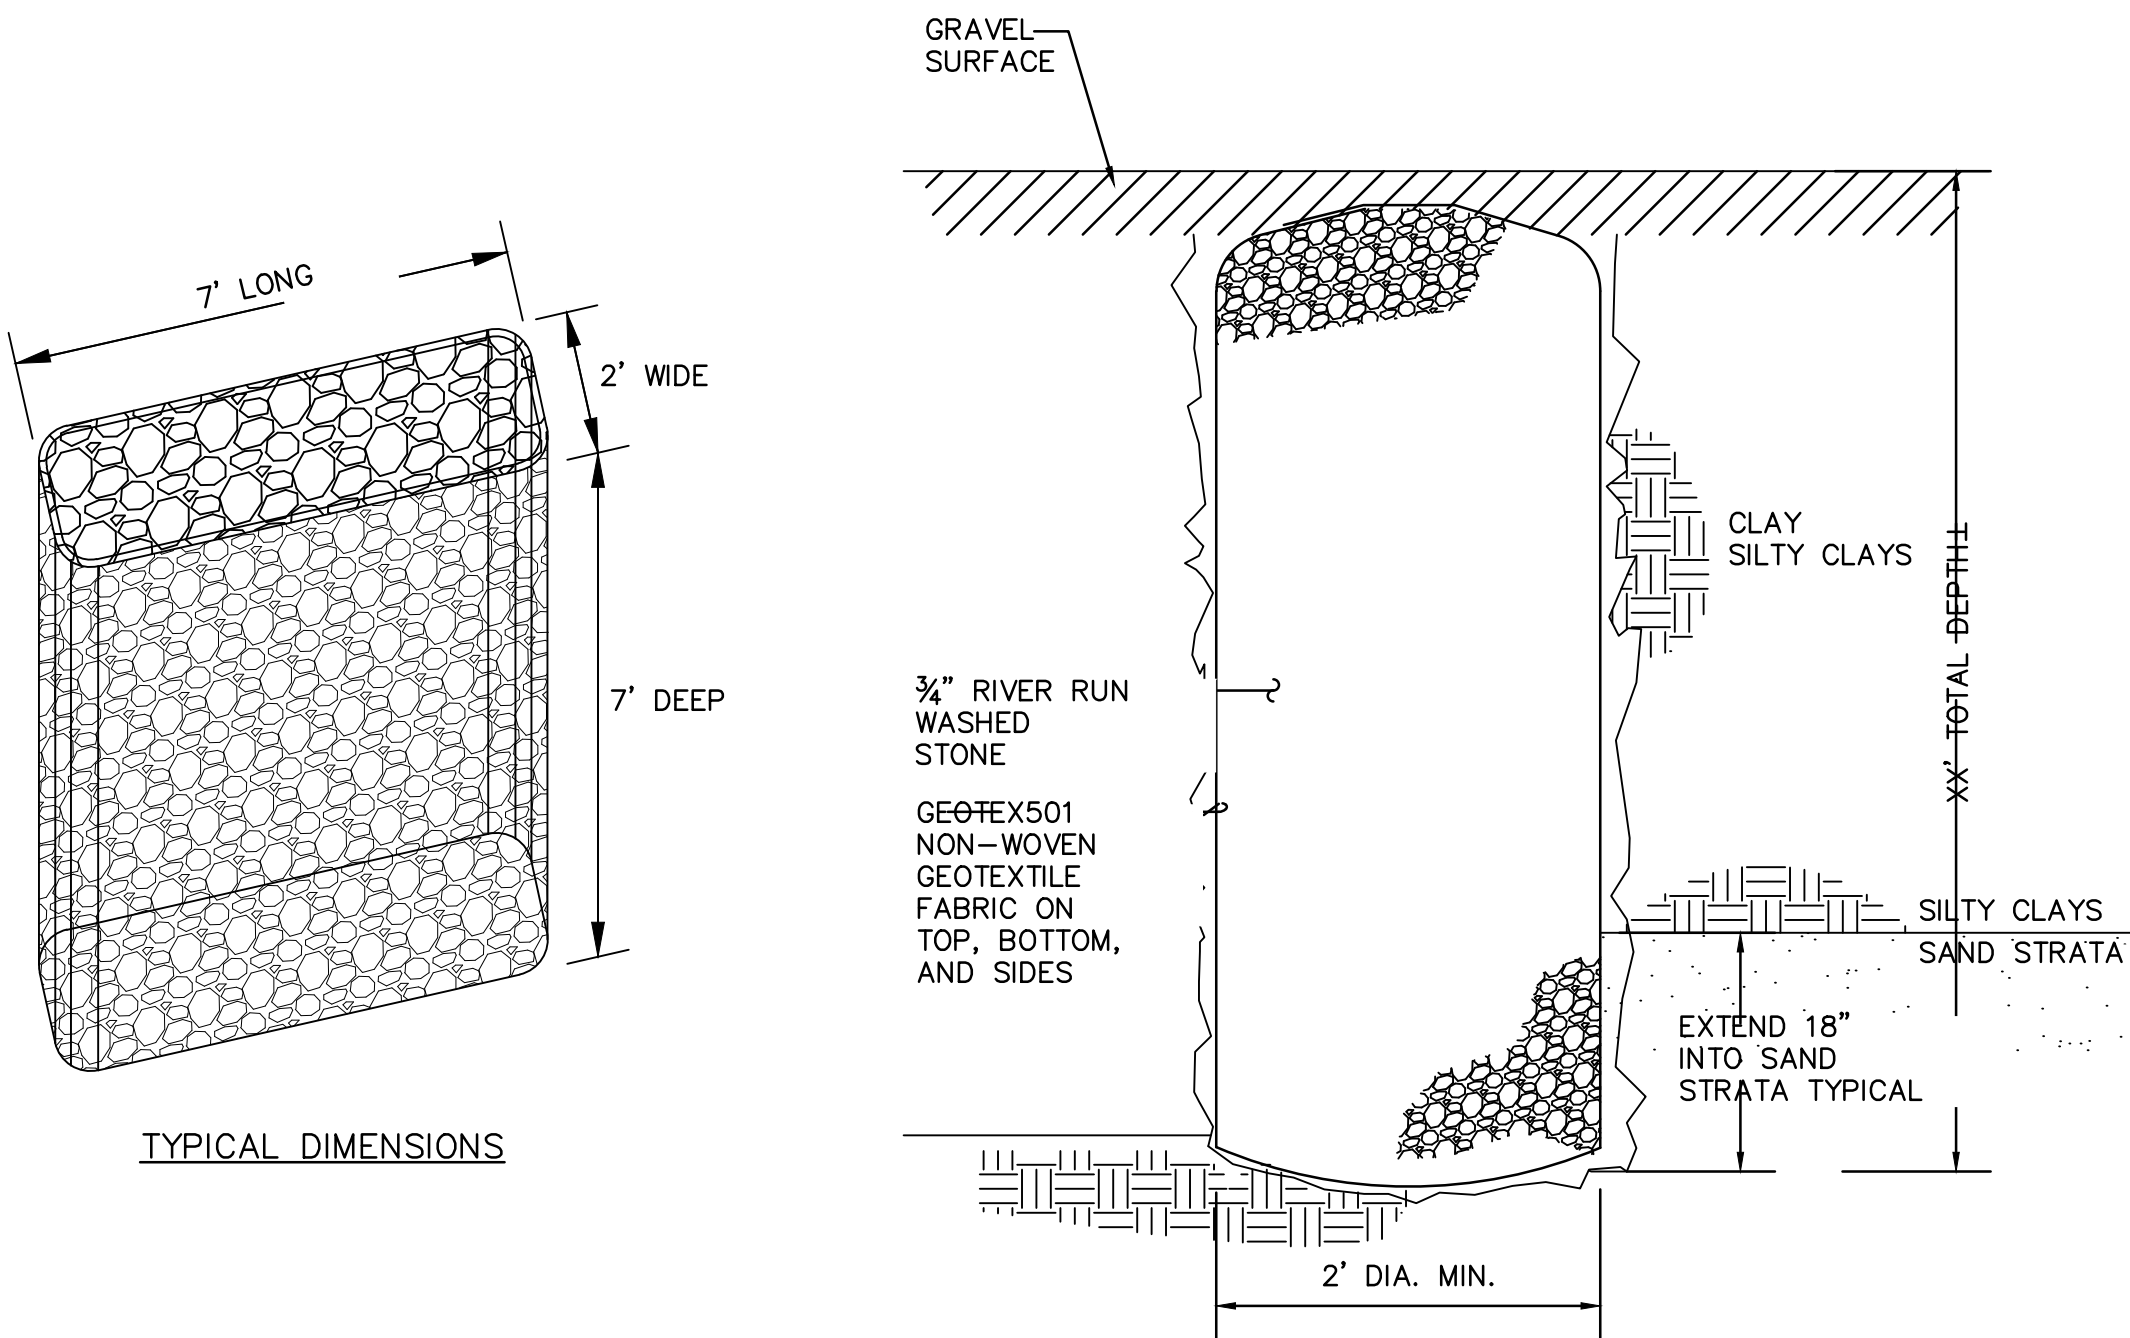 GRAVEL
SURFACE
7' LONG
2' WIDE
7' DEEP
TYPICAL DIMENSIONS
¾" RIVER RUN
WASHED
STONE
GEOTEX501
NON-WOVEN
GEOTEXTILE
FABRIC ON
TOP, BOTTOM,
AND SIDES
CLAY
SILTY CLAYS
XX' TOTAL DEPTH
SILTY CLAYS
SAND STRATA
EXTEND 18"
INTO SAND
STRATA TYPICAL
2' DIA. MIN.